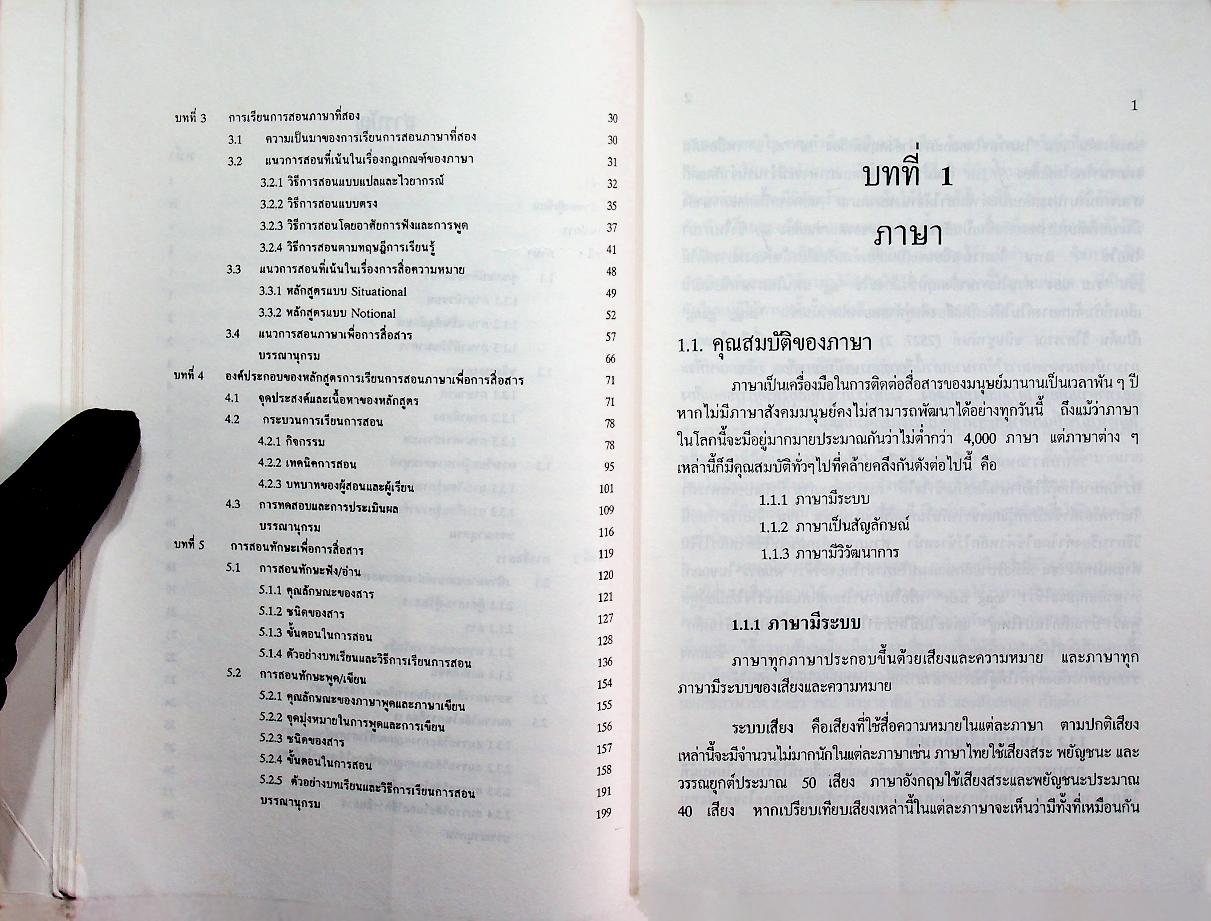 บทที่ 3 การเรียนการสอนภาษาที่สอง 30
3.1 ความเป็นมาของการเรียนการสอนภาษาที่สอง 30
3.2 แนวการสอนที่เน้นในเรื่องกฎเกณฑ์ของภาษา 31
3.2.1 วิธีการสอนแบบแปลและไวยากรณ์ 32
3.2.2 วิธีการสอนแบบตรง 35
3.2.3 วิธีการสอนโดยอาศัยการฟังและการพูด 37
3.2.4 วิธีการสอนตามทฤษฎีการเรียนรู้ 41
3.3 แนวการสอนที่เน้นในเรื่องการสื่อความหมาย 48
3.3.1 หลักสูตรแบบ Situational 49
3.3.2 หลักสูตรแบบ Notional 52
3.4 แนวการสอนภาษาเพื่อการสื่อสาร 57
บรรณานุกรม 66
บทที่ 4 องค์ประกอบของหลักสูตรการเรียนการสอนภาษาเพื่อการสื่อสาร 71
4.1 จุดประสงค์และเนื้อหาของหลักสูตร 71
4.2 กระบวนการเรียนการสอน 78
4.2.1 กิจกรรม 78
4.2.2 เทคนิคการสอน 95
4.2.3 บทบาทของผู้สอนและผู้เรียน 101
4.3 การทดสอบและการประเมินผล 109
บรรณานุกรม 116
บทที่ 5 การสอนทักษะเพื่อการสื่อสาร 119
5.1 การสอนทักษะฟัง/อ่าน 120
5.1.1 คุณลักษณะของสาร 121
5.1.2 ชนิดของสาร 127
5.1.3 ขั้นตอนในการสอน 128
5.1.4 ตัวอย่างบทเรียนและวิธีการเรียนการสอน 136
5.2 การสอนทักษะพูด/เขียน 154
5.2.1 คุณลักษณะของภาษาพูดและภาษาเขียน 155
5.2.2 จุดมุ่งหมายในการพูดและการเขียน 156
5.2.3 ชนิดของสาร 157
5.2.4 ขั้นตอนในการสอน 158
5.2.5 ตัวอย่างบทเรียนและวิธีการเรียนการสอน 191
บรรณานุกรม 199
1
บทที่ 1
ภาษา
1.1. คุณสมบัติของภาษา
ภาษาเป็นเครื่องมือในการติดต่อสื่อสารของมนุษย์มานานเป็นเวลาพัน ๆ ปี
หากไม่มีภาษาสังคมมนุษย์คงไม่สามารถพัฒนาได้อย่างทุกวันนี้ ถึงแม้ว่าภาษา
ในโลกนี้จะมีอยู่มากมายประมาณกันว่าไม่ต่ำกว่า 4,000 ภาษา แต่ภาษาต่าง ๆ
เหล่านี้ก็มีคุณสมบัติทั่วๆไปที่คล้ายคลึงกันดังต่อไปนี้ คือ
1.1.1 ภาษามีระบบ
1.1.2 ภาษาเป็นสัญลักษณ์
1.1.3 ภาษามีวิวัฒนาการ
1.1.1 ภาษามีระบบ
ภาษาทุกภาษาประกอบขึ้นด้วยเสียงและความหมาย และภาษาทุก
ภาษามีระบบของเสียงและความหมาย
ระบบเสียง คือเสียงที่ใช้สื่อความหมายในแต่ละภาษา ตามปกติเสียง
เหล่านี้จะมีจำนวนไม่มากนักในแต่ละภาษาเช่น ภาษาไทยใช้เสียงสระ พยัญชนะ และ
วรรณยุกต์ประมาณ 50 เสียง ภาษาอังกฤษใช้เสียงสระและพยัญชนะประมาณ
40 เสียง หากเปรียบเทียบเสียงเหล่านี้ในแต่ละภาษาจะเห็นว่ามีทั้งที่เหมือนกัน